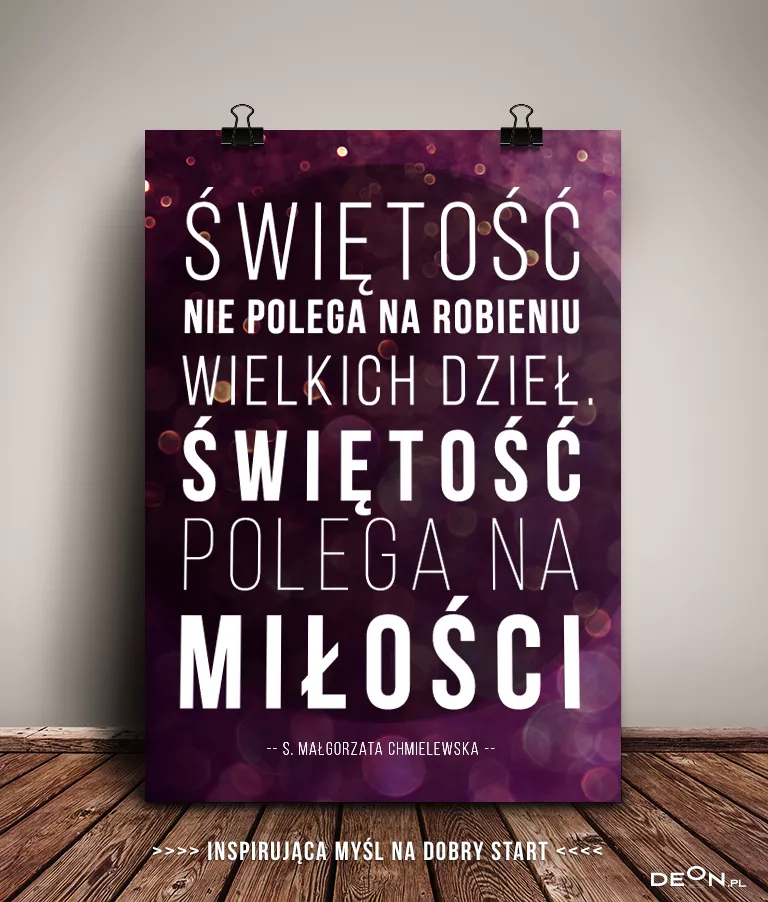 ŚWIĘTOŚĆ
NIE POLEGA NA ROBIENIU
WIELKICH DZIEŁ.
ŚWIĘTOŚĆ
POLEGA NA
MIŁOŚCI
-- S. MAŁGORZATA CHMIELEWSKA --
>>>> INSPIRUJĄCA MYŚL NA DOBRY START <<<<
DEON.PL